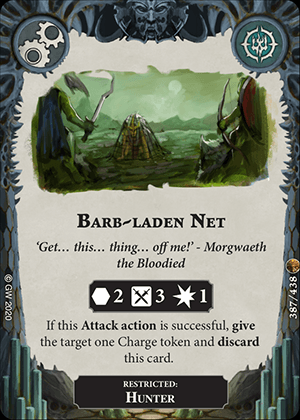 BARB-LADEN NET
'Get... this... thing... off me!' - Morgwaeth
the Bloodied
2 3 1
If this Attack action is successful, give
the target one Charge token and discard
this card.
RESTRICTED:
HUNTER
© GW 2020
387/438